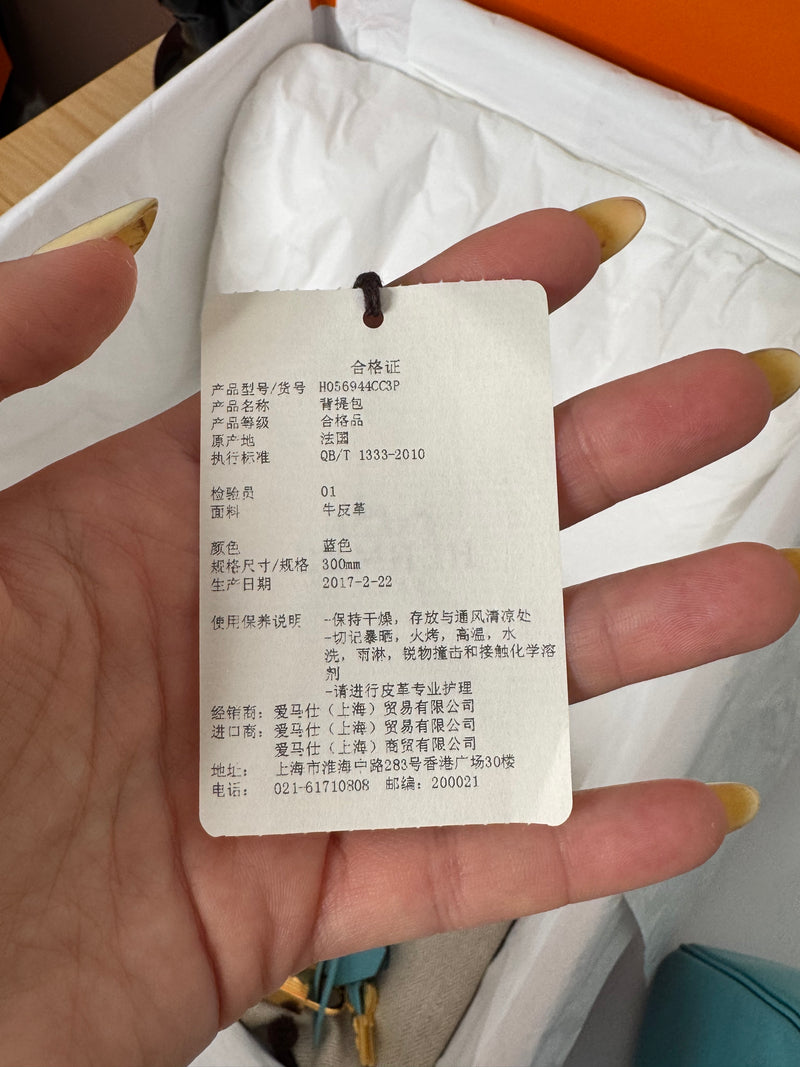 合格证
产品型号/货号 H056944CC3P
产品名称 背提包
产品等级 合格品
原产地 法国
执行标准 QB/T 1333-2010
检验员 01
面料 牛皮革
颜色 蓝色
规格尺寸/规格 300mm
生产日期 2017-2-22
使用保养说明 -保持干燥，存放与通风清凉处
-切记暴晒，火烤，高温，水
洗，雨淋，锐物撞击和接触化学溶
剂
-请进行皮革专业护理
经销商：爱马仕（上海）贸易有限公司
进口商：爱马仕（上海）贸易有限公司
爱马仕（上海）商贸有限公司
地址： 上海市淮海中路283号香港广场30楼
电话： 021-61710808 邮编：200021